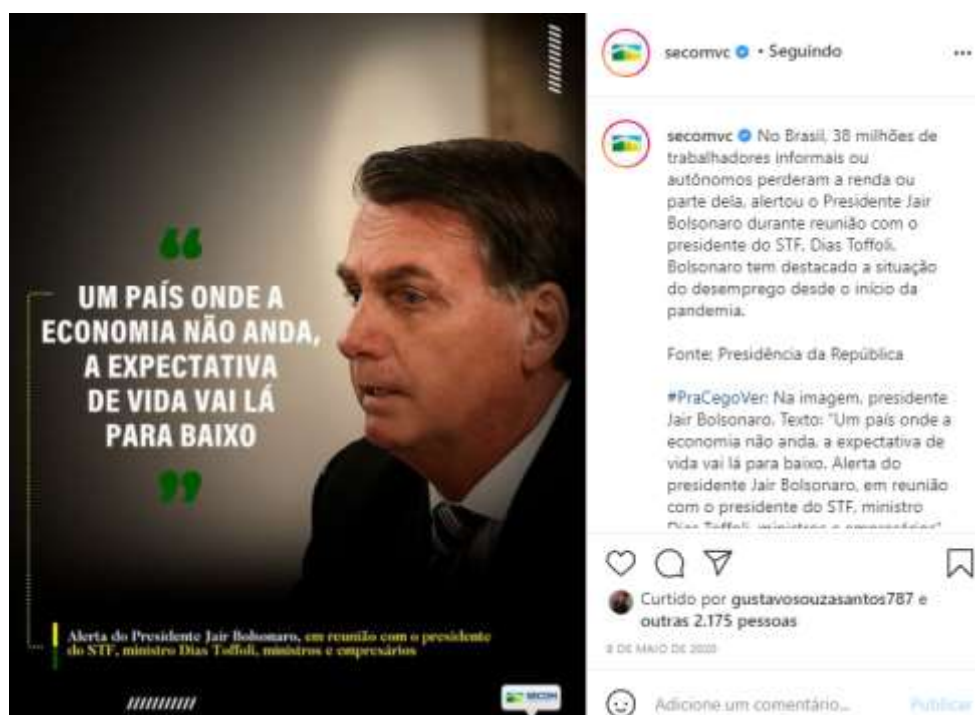 “
UM PAÍS ONDE A
ECONOMIA NÃO ANDA,
A EXPECTATIVA
DE VIDA VAI LÁ
PARA BAIXO
”
Alerta do Presidente Jair Bolsonaro, em reunião com o presidente
do STF, ministro Dias Toffoli, ministros e empresários
SECOM
secomvc • Seguindo
secomvc No Brasil, 38 milhões de
trabalhadores informais ou
autônomos perderam a renda ou
parte dela, alertou o Presidente Jair
Bolsonaro durante reunião com o
presidente do STF, Dias Toffoli.
Bolsonaro tem destacado a situação
do desemprego desde o início da
pandemia.
Fonte: Presidência da República
#PraCegoVer: Na imagem, presidente
Jair Bolsonaro. Texto: "Um país onde a
economia não anda, a expectativa de
vida vai lá para baixo. Alerta do
presidente Jair Bolsonaro, em reunião
com o presidente do STF, ministro
Dias Toffoli, ministros e empresários"
Curtido por gustavosouzasantos787 e
outras 2.175 pessoas
8 DE MAIO DE 2020
Adicione um comentário...
Publicar